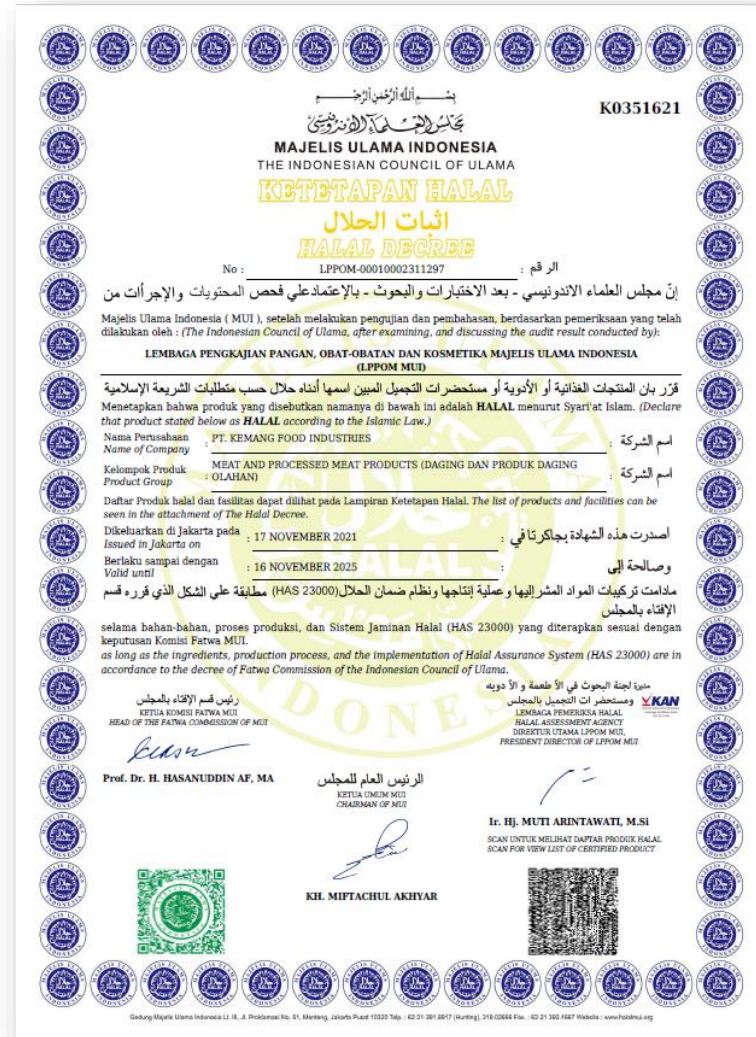 بسم الله الرحمن الرحيم
K0351621
مجلس العلماء الاندونيسي
MAJELIS ULAMA INDONESIA
THE INDONESIAN COUNCIL OF ULAMA
KETETAPAN HALAL
اثبات الحلال
HALAL DECREE
No : LPPOM-00010002311297 الر قم :
إنّ مجلس العلماء الاندونيسي - بعد الاختبارات والبحوث - بالإعتمادعلي فحص المحتويات والإجرأات من
Majelis Ulama Indonesia ( MUI ), setelah melakukan pengujian dan pembahasan, berdasarkan pemeriksaan yang telah
dilakukan oleh : (The Indonesian Council of Ulama, after examining, and discussing the audit result conducted by):
LEMBAGA PENGKAJIAN PANGAN, OBAT-OBATAN DAN KOSMETIKA MAJELIS ULAMA INDONESIA
(LPPOM MUI)
قرّر بان المنتجات الغذائية أو الأدوية أو مستحضرات التجميل المبين اسمها أدناه حلال حسب متطلبات الشريعة الإسلامية
Menetapkan bahwa produk yang disebutkan namanya di bawah ini adalah HALAL menurut Syari'at Islam. (Declare
that product stated below as HALAL according to the Islamic Law.)
Nama Perusahaan : PT. KEMANG FOOD INDUSTRIES اسم الشركة :
Name of Company
Kelompok Produk : MEAT AND PROCESSED MEAT PRODUCTS (DAGING DAN PRODUK DAGING
Product Group OLAHAN) اسم الشركة :
Daftar Produk halal dan fasilitas dapat dilihat pada Lampiran Ketetapan Halal. The list of products and facilities can be
seen in the attachment of The Halal Decree.
Dikeluarkan di Jakarta pada : 17 NOVEMBER 2021 أصدرت هذه الشهادة بجاكرتا في :
Issued in Jakarta on
Berlaku sampai dengan : 16 NOVEMBER 2025 وصالحة إلى :
Valid until
مادامت تركيبات المواد المشر إليها وعملية إنتاجها ونظام ضمان الحلال(HAS 23000) مطابقة علي الشكل الذي قرره قسم
الإفتاء بالمجلس
selama bahan-bahan, proses produksi, dan Sistem Jaminan Halal (HAS 23000) yang diterapkan sesuai dengan
keputusan Komisi Fatwa MUI.
as long as the ingredients, production process, and the implementation of Halal Assurance System (HAS 23000) are in
accordance to the decree of Fatwa Commission of the Indonesian Council of Ulama.
رئيس قسم الإفتاء بالمجلس
KETUA KOMISI FATWA MUI
HEAD OF THE FATWA COMMISSION OF MUI
Prof. Dr. H. HASANUDDIN AF, MA
مديرة لجنة البحوث في الأ طعمة و الأ دويه
ومستحضر ات التجميل بالمجلس
KAN
LEMBAGA PEMERIKSA HALAL
HALAL ASSESSMENT AGENCY
DIREKTUR UTAMA LPPOM MUI,
PRESIDENT DIRECTOR OF LPPOM MUI
الرئيس العام للمجلس
KETUA UMUM MUI
CHAIRMAN OF MUI
Ir. Hj. MUTI ARINTAWATI, M.Si
SCAN UNTUK MELIHAT DAFTAR PRODUK HALAL
SCAN FOR VIEW LIST OF CERTIFIED PRODUCT
KH. MIFTACHUL AKHYAR
MAJELIS ULAMA INDONESIA
HALAL
حلال